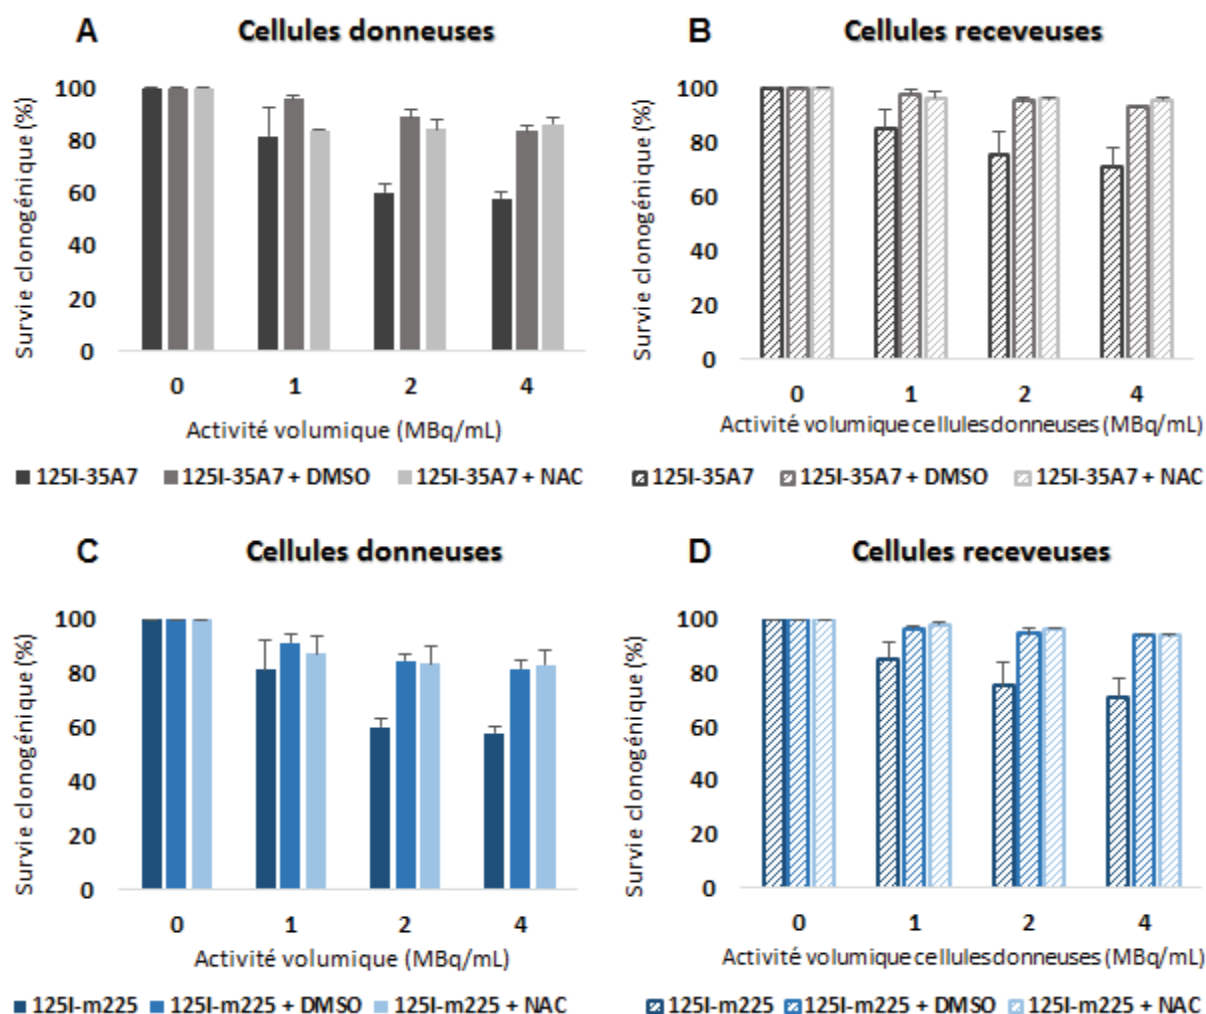 A Cellules donneuses
Survie clonogénique (%)
100
80
60
40
20
0
0 1 2 4
Activité volumique (MBq/mL)
125I-35A7 125I-35A7 + DMSO 125I-35A7 + NAC
B Cellules receveuses
Survie clonogénique (%)
100
80
60
40
20
0
0 1 2 4
Activité volumique cellules donneuses (MBq/mL)
125I-35A7 125I-35A7 + DMSO 125I-35A7 + NAC
C Cellules donneuses
Survie clonogénique (%)
100
80
60
40
20
0
0 1 2 4
Activité volumique (MBq/mL)
125I-m225 125I-m225 + DMSO 125I-m225 + NAC
D Cellules receveuses
Survie clonogénique (%)
100
80
60
40
20
0
0 1 2 4
Activité volumique cellules donneuses (MBq/mL)
125I-m225 125I-m225 + DMSO 125I-m225 + NAC